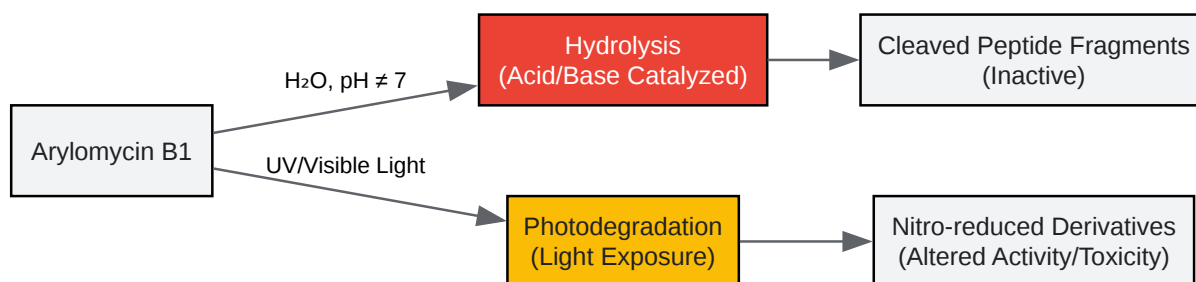 Arylomycin B1
H₂O, pH ≠ 7
UV/Visible Light
Hydrolysis
(Acid/Base Catalyzed)
Cleaved Peptide Fragments
(Inactive)
Photodegradation
(Light Exposure)
Nitro-reduced Derivatives
(Altered Activity/Toxicity)